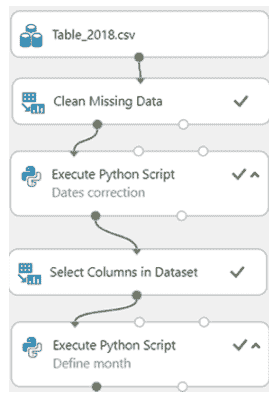 Table_2018.csv
Clean Missing Data
Execute Python Script
Dates correction
Select Columns in Dataset
Execute Python Script
Define month